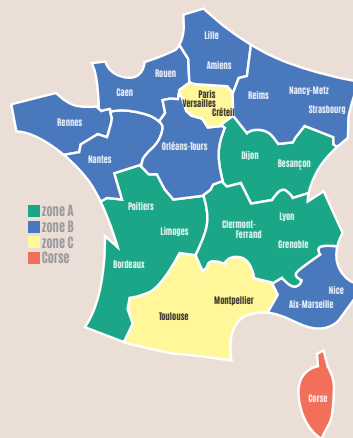 Lille
Amiens
Rouen
Caen
Paris
Versailles
Créteil
Reims
Nancy-Metz
Strasbourg
Rennes
Nantes
Orléans-Tours
Dijon
Besançon
zone A
zone B
zone C
Corse
Poitiers
Limoges
Clermont-
Ferrand
Lyon
Grenoble
Bordeaux
Toulouse
Montpellier
Nice
Aix-Marseille
Corse